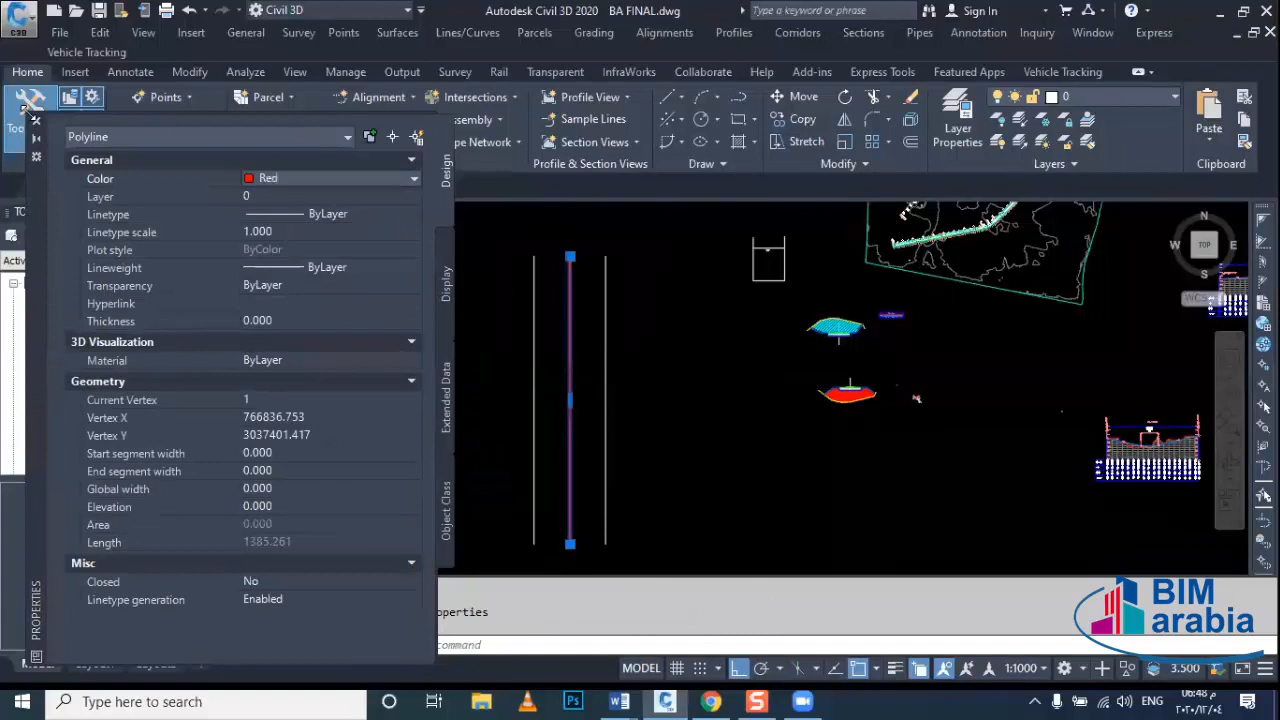 Civil 3D
Autodesk Civil 3D 2020 BA FINAL.dwg
Type a keyword or phrase
Sign In
C3D
File Edit View Insert General Survey Points Lines/Curves Parcels Grading Alignments Profiles Corridors Sections Pipes Annotation Inquiry Window Express
Vehicle Tracking
Home Insert Annotate Modify Analyze View Manage Output Survey Rail Transparent InfraWorks Collaborate Help Add-ins Express Tools Featured Apps Vehicle Tracking
Points Parcel Alignment Intersections Profile View Move 0
Sample Lines Copy
Section Views Stretch
Layer
Properties
Paste
Profile & Section Views Draw Modify Layers Clipboard
Polyline
General
Color Red
Layer 0
Linetype ByLayer
Linetype scale 1.000
Plot style ByColor
Lineweight ByLayer
Transparency ByLayer
Hyperlink
Thickness 0.000
3D Visualization
Material ByLayer
Geometry
Current Vertex 1
Vertex X 766836.753
Vertex Y 3037401.417
Start segment width 0.000
End segment width 0.000
Global width 0.000
Elevation 0.000
Area 0.000
Length 1385.261
Misc
Closed No
Linetype generation Enabled
Design
Display
Extended Data
Object Class
PROPERTIES
N
W TOP E
S
BIM
arabia
MODEL 1:1000 3.500
Type here to search
ENG